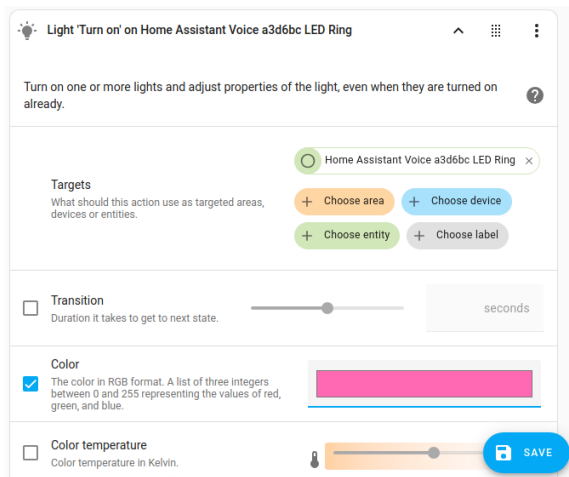 Light 'Turn on' on Home Assistant Voice a3d6bc LED Ring
Turn on one or more lights and adjust properties of the light, even when they are turned on
already.
Home Assistant Voice a3d6bc LED Ring ×
Targets
What should this action use as targeted areas,
devices or entities.
+ Choose area
+ Choose device
+ Choose entity
+ Choose label
Transition
Duration it takes to get to next state.
seconds
Color
The color in RGB format. A list of three integers
between 0 and 255 representing the values of red,
green, and blue.
Color temperature
Color temperature in Kelvin.
SAVE